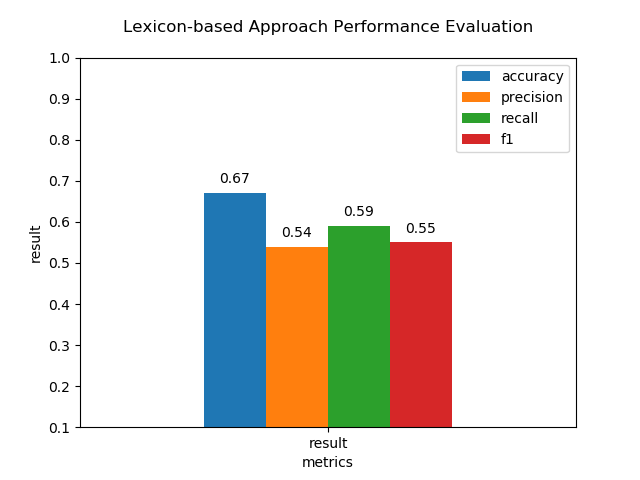 Lexicon-based Approach Performance Evaluation
1.0
0.9
0.8
0.7
0.6
0.5
0.4
0.3
0.2
0.1
result
accuracy
precision
recall
f1
0.67
0.54
0.59
0.55
result
metrics